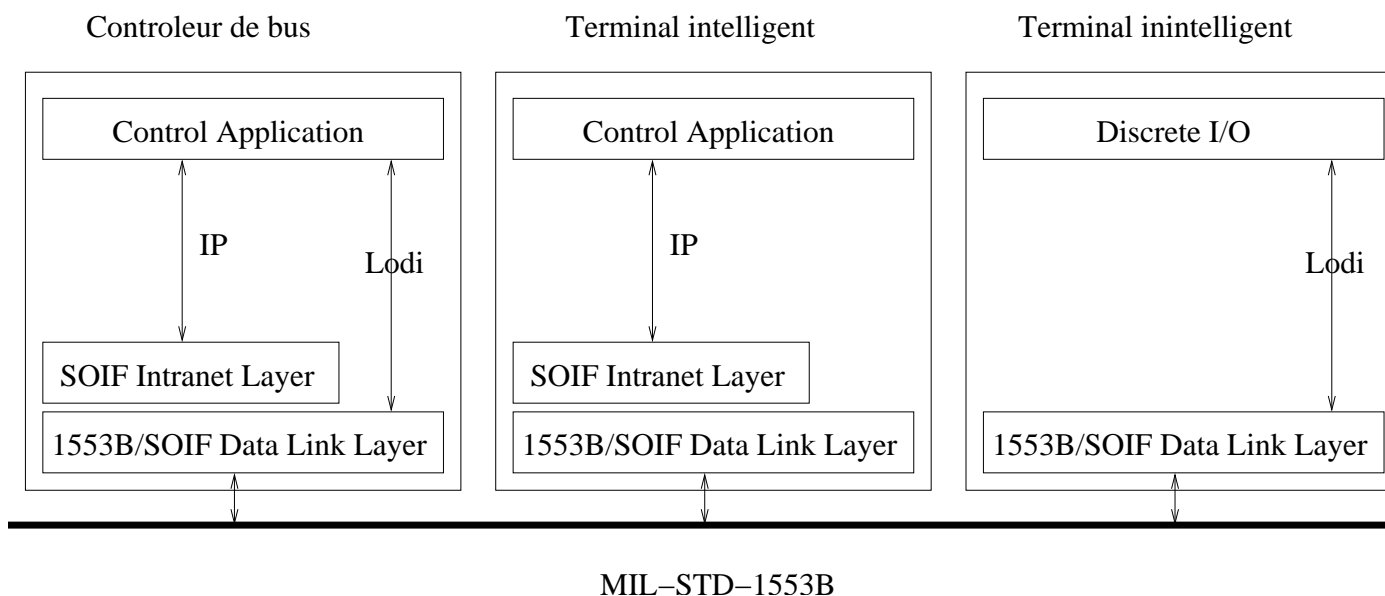 Controleur de bus
Terminal intelligent
Terminal inintelligent
Control Application
Control Application
Discrete I/O
IP
Lodi
IP
Lodi
SOIF Intranet Layer
SOIF Intranet Layer
1553B/SOIF Data Link Layer
1553B/SOIF Data Link Layer
1553B/SOIF Data Link Layer
MIL–STD–1553B